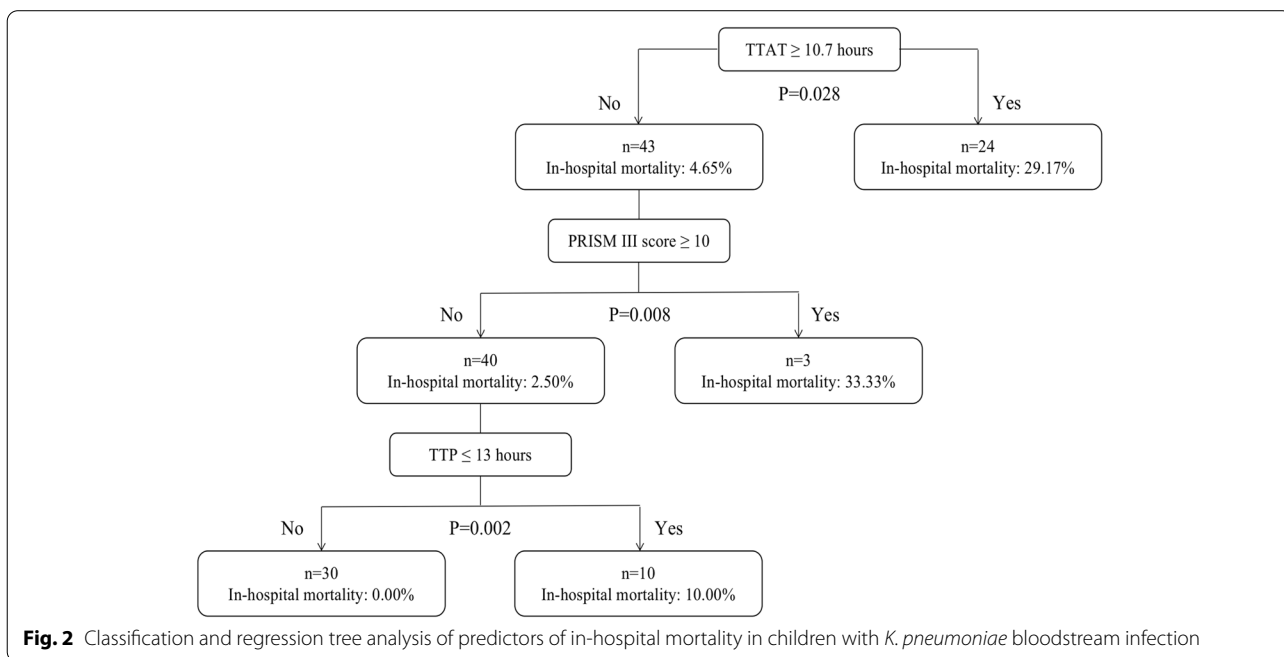 TTAT ≥ 10.7 hours
P=0.028
No
Yes
n=43
In-hospital mortality: 4.65%
n=24
In-hospital mortality: 29.17%
PRISM III score ≥ 10
No
P=0.008
Yes
n=40
In-hospital mortality: 2.50%
n=3
In-hospital mortality: 33.33%
TTP ≤ 13 hours
No
P=0.002
Yes
n=30
In-hospital mortality: 0.00%
n=10
In-hospital mortality: 10.00%
Fig. 2 Classification and regression tree analysis of predictors of in-hospital mortality in children with K. pneumoniae bloodstream infection